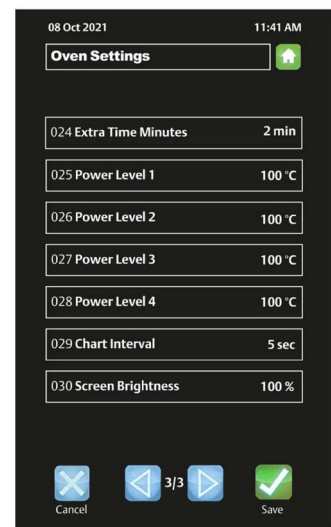 08 Oct 2021 11:41 AM
Oven Settings
024 Extra Time Minutes 2 min
025 Power Level 1 100 °C
026 Power Level 2 100 °C
027 Power Level 3 100 °C
028 Power Level 4 100 °C
029 Chart Interval 5 sec
030 Screen Brightness 100 %
3/3
Cancel Save